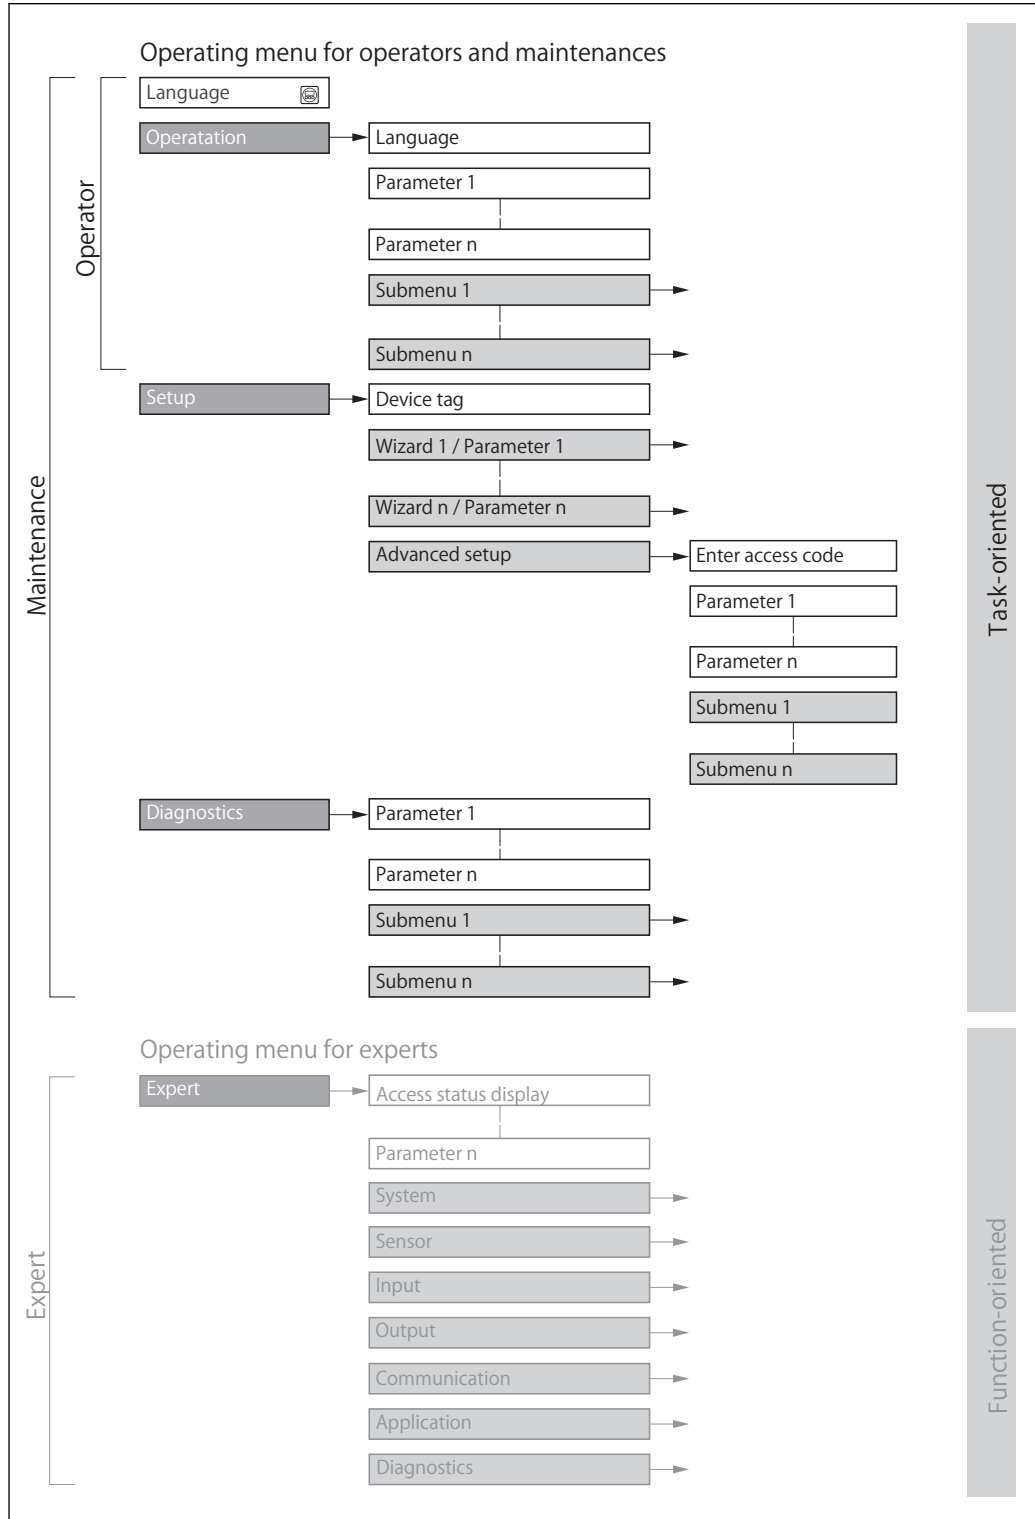 Operating menu for operators and maintenances
Language
Operatation
Language
Parameter 1
Parameter n
Submenu 1
Submenu n
Operator
Setup
Device tag
Wizard 1 / Parameter 1
Wizard n / Parameter n
Advanced setup
Enter access code
Parameter 1
Parameter n
Submenu 1
Submenu n
Maintenance
Task-oriented
Diagnostics
Parameter 1
Parameter n
Submenu 1
Submenu n
Operating menu for experts
Expert
Access status display
Parameter n
System
Sensor
Input
Output
Communication
Application
Diagnostics
Expert
Function-oriented